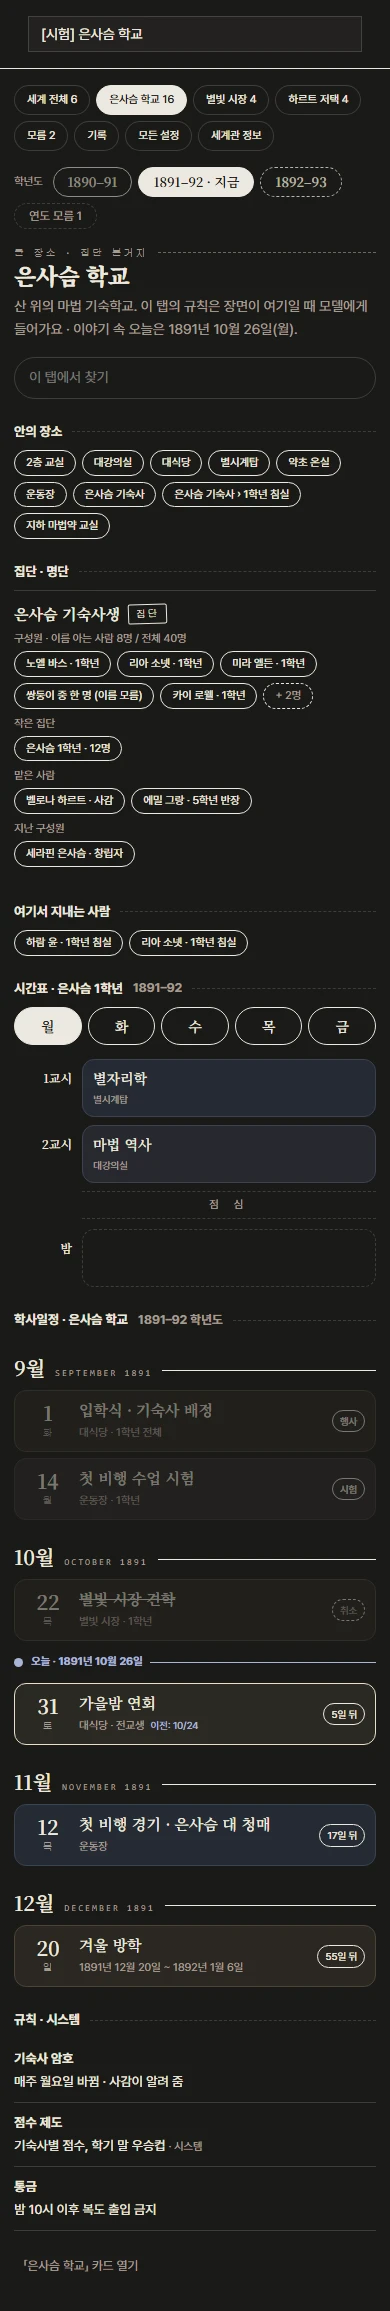 [시험] 은사슴 학교
세계 전체 6
은사슴 학교 16
별빛 시장 4
하르트 저택 4
모름 2
기록
모든 설정
세계관 정보
학년도
1890–91
1891–92 · 지금
1892–93
연도 모름 1
큰 장소 · 집단 본거지
은사슴 학교
산 위의 마법 기숙학교. 이 탭의 규칙은 장면이 여기일 때 모델에게
들어가요 · 이야기 속 오늘은 1891년 10월 26일(월).
이 탭에서 찾기
안의 장소
2층 교실
대강의실
대식당
별시계탑
약초 온실
운동장
은사슴 기숙사
은사슴 기숙사 › 1학년 침실
지하 마법약 교실
집단 · 명단
은사슴 기숙사생
집단
구성원 · 이름 아는 사람 8명 / 전체 40명
노엘 바스 · 1학년
리아 소넷 · 1학년
미라 엘든 · 1학년
쌍둥이 중 한 명 (이름 모름)
카이 로웰 · 1학년
+ 2명
작은 집단
은사슴 1학년 · 12명
맡은 사람
벨로나 하르트 · 사감
에밀 그랑 · 5학년 반장
지난 구성원
세라핀 은사슴 · 창립자
여기서 지내는 사람
하람 윤 · 1학년 침실
리아 소넷 · 1학년 침실
시간표 · 은사슴 1학년 1891–92
월
화
수
목
금
1교시
별자리학
별시계탑
2교시
마법 역사
대강의실
점 심
밤
학사일정 · 은사슴 학교 1891–92 학년도
9월 SEPTEMBER 1891
1
화
입학식 · 기숙사 배정
대식당 · 1학년 전체
행사
14
월
첫 비행 수업 시험
운동장 · 1학년
시험
10월 OCTOBER 1891
22
목
별빛 시장 견학
별빛 시장 · 1학년
취소
오늘 · 1891년 10월 26일
31
토
가을밤 연회
대식당 · 전교생 이전: 10/24
5일 뒤
11월 NOVEMBER 1891
12
목
첫 비행 경기 · 은사슴 대 청매
운동장
17일 뒤
12월 DECEMBER 1891
20
일
겨울 방학
1891년 12월 20일 ~ 1892년 1월 6일
55일 뒤
규칙 · 시스템
기숙사 암호
매주 월요일 바뀜 · 사감이 알려 줌
점수 제도
기숙사별 점수, 학기 말 우승컵 · 시스템
통금
밤 10시 이후 복도 출입 금지
「은사슴 학교」 카드 열기